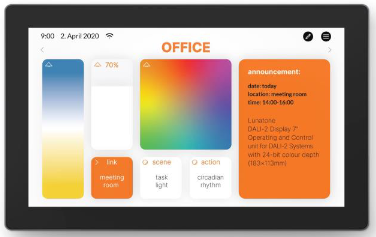 9:00 2. April 2020
OFFICE
70%
announcement:
date: today
location: meeting room
time: 14:00-16:00
Lunatone
DALI-2 Display 7"
Operating and Control
unit for DALI-2 Systems
with 24-bit colour depth
(183x113mm)
link
meeting
room
scene
task
light
action
circadian
rhythm